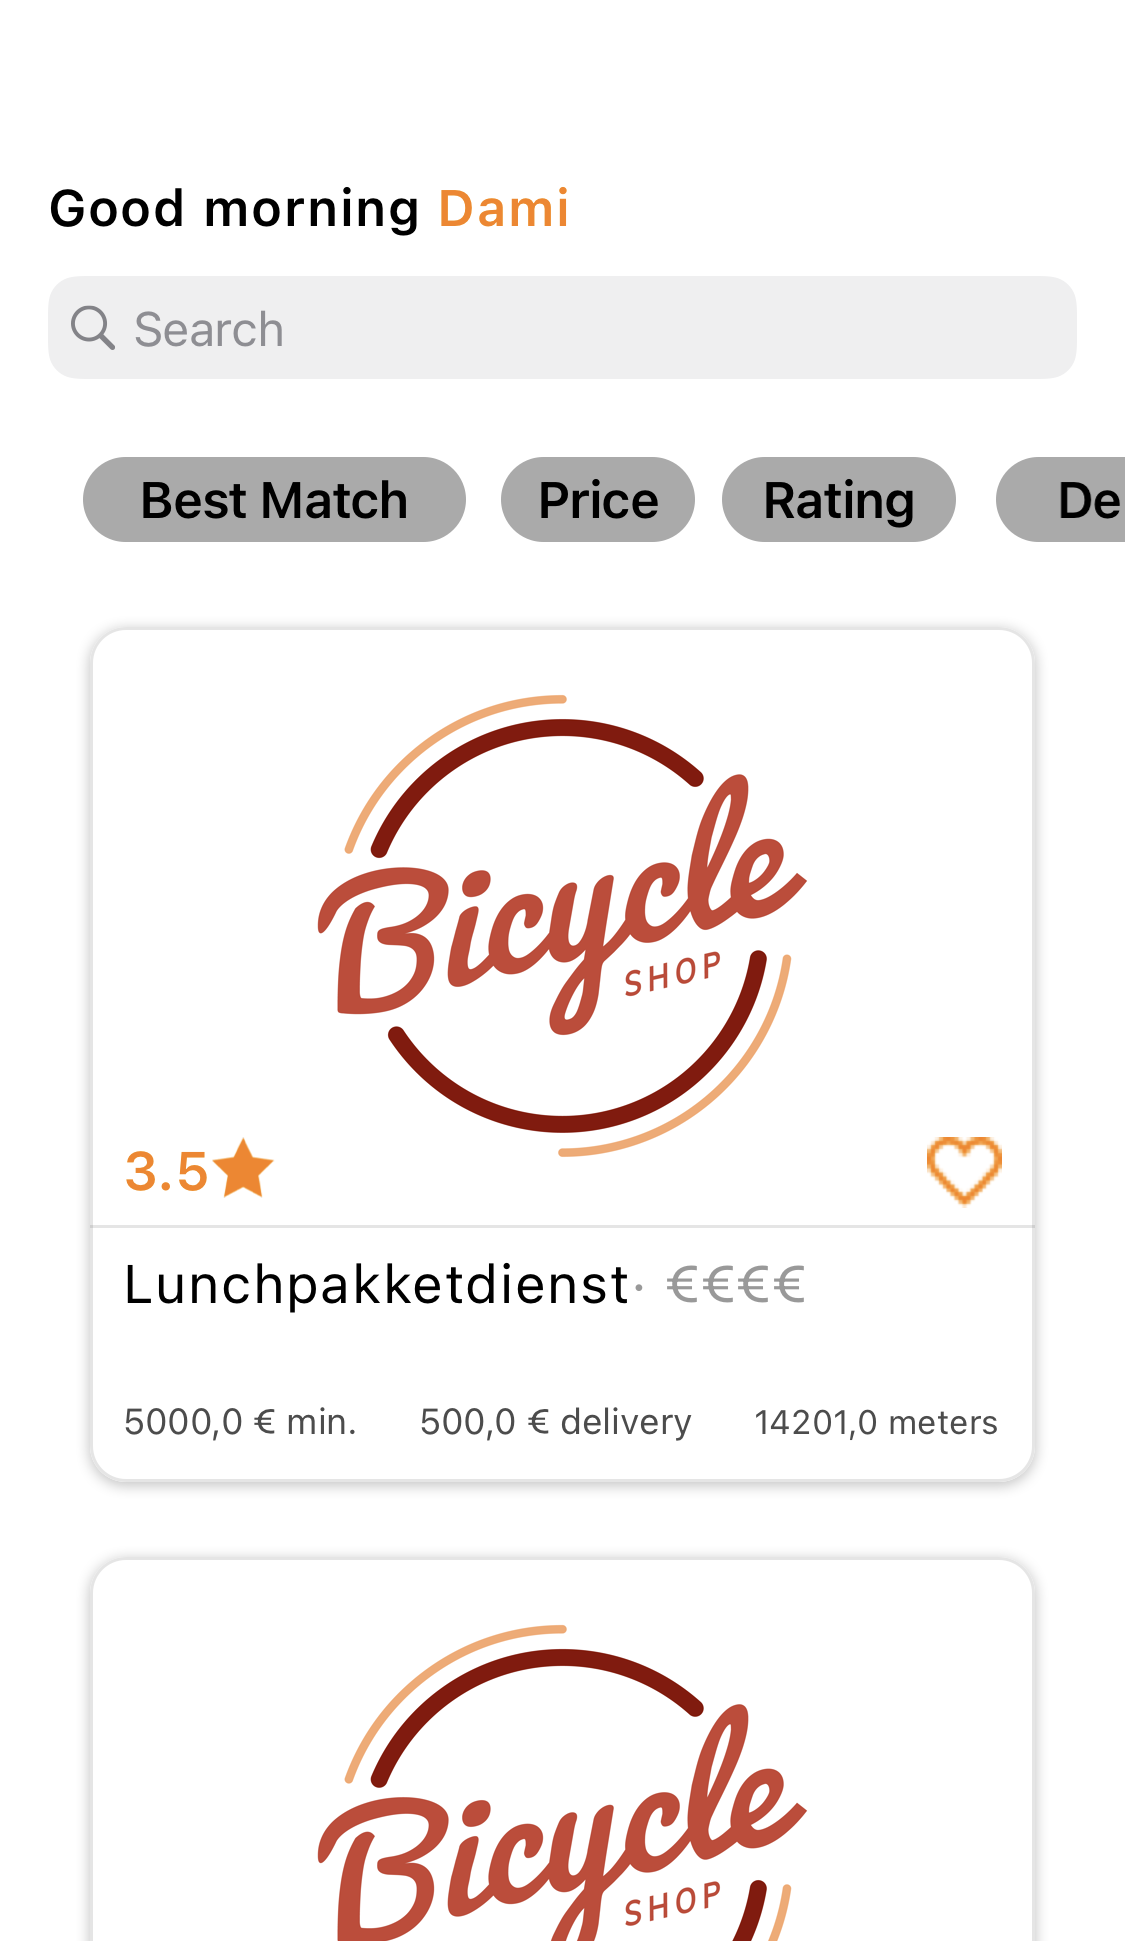 Good morning Dami
Search
Best Match Price Rating De
Bicycle
SHOP
3.5
Lunchpakketdienst· €€€€
5000,0 € min. 500,0 € delivery 14201,0 meters
Bicycle
SHOP